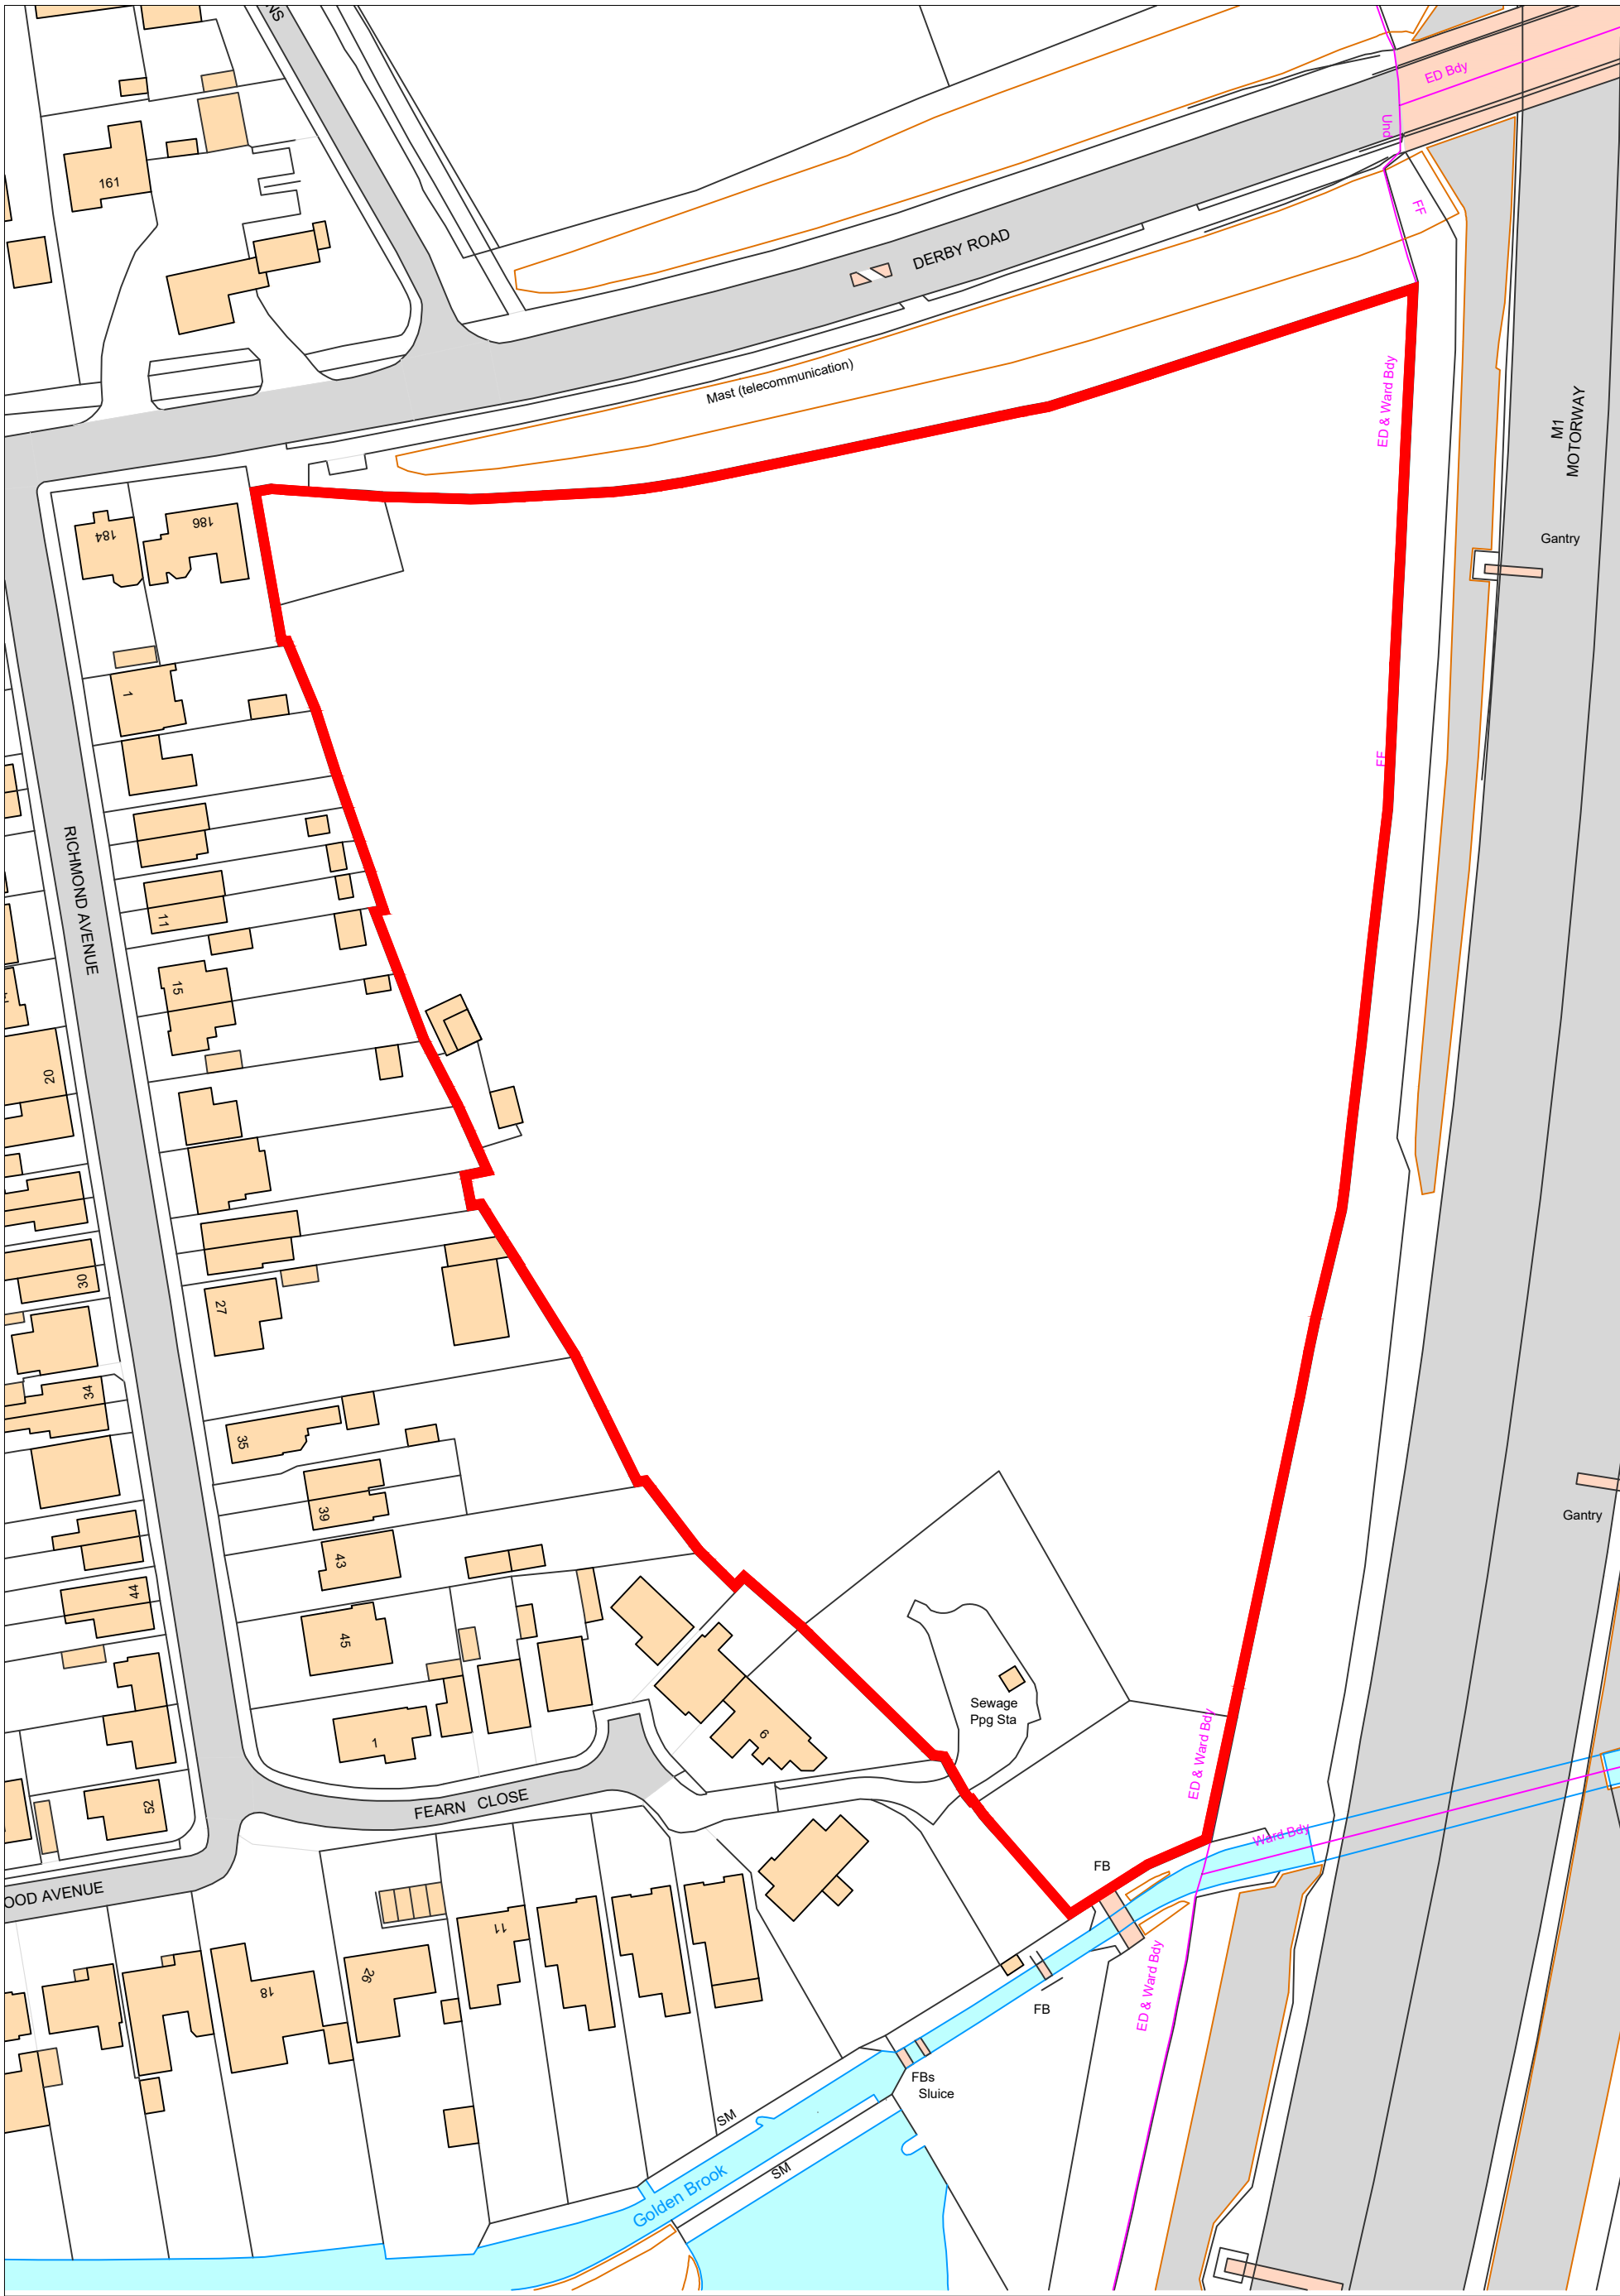 NS
ED Bdy
Und
161
FF
DERBY ROAD
Mast (telecommunication)
ED & Ward Bdy
M1
MOTORWAY
184
186
Gantry
1
FF
RICHMOND AVENUE
11
15
20
30
27
34
35
39
43
Gantry
44
45
Sewage
Ppg Sta
1
6
ED & Ward Bdy
52
FEARN CLOSE
Ward Bdy
FB
OOD AVENUE
11
26
18
ED & Ward Bdy
FB
FBs
Sluice
SM
SM
Golden Brook